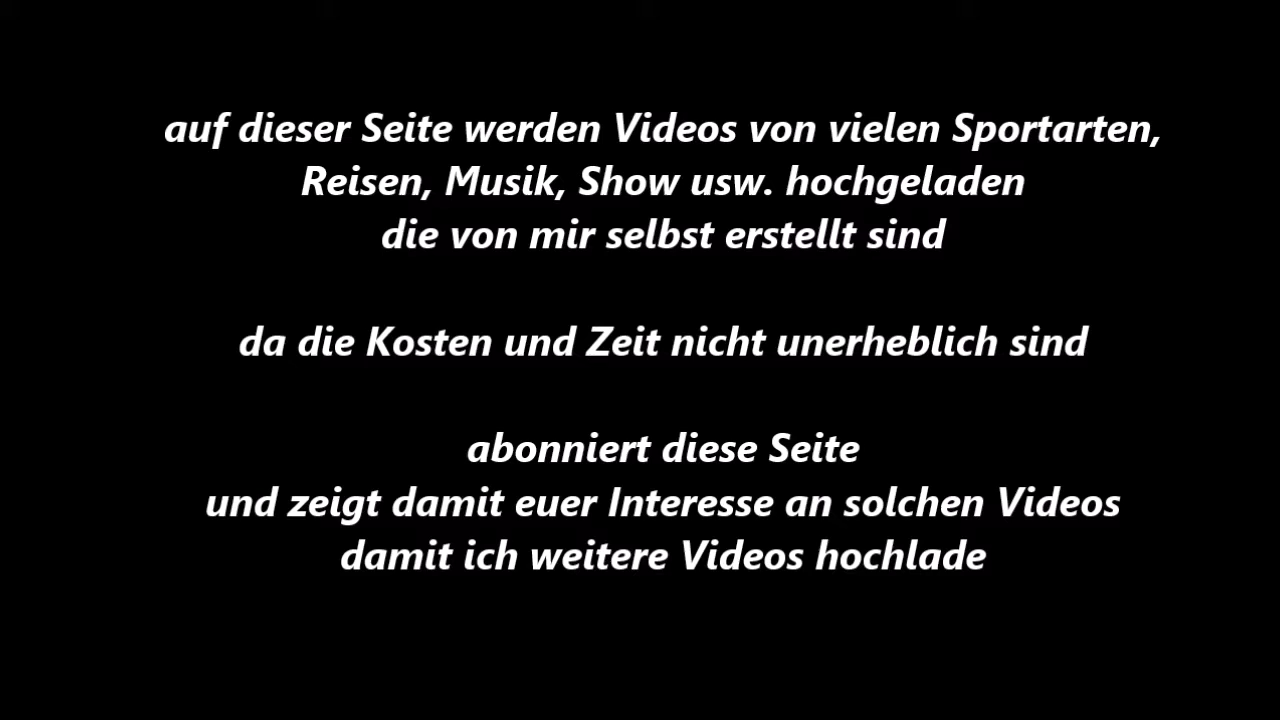 auf dieser Seite werden Videos von vielen Sportarten,
Reisen, Musik, Show usw. hochgeladen
die von mir selbst erstellt sind
da die Kosten und Zeit nicht unerheblich sind
abonniert diese Seite
und zeigt damit euer Interesse an solchen Videos
damit ich weitere Videos hochlade